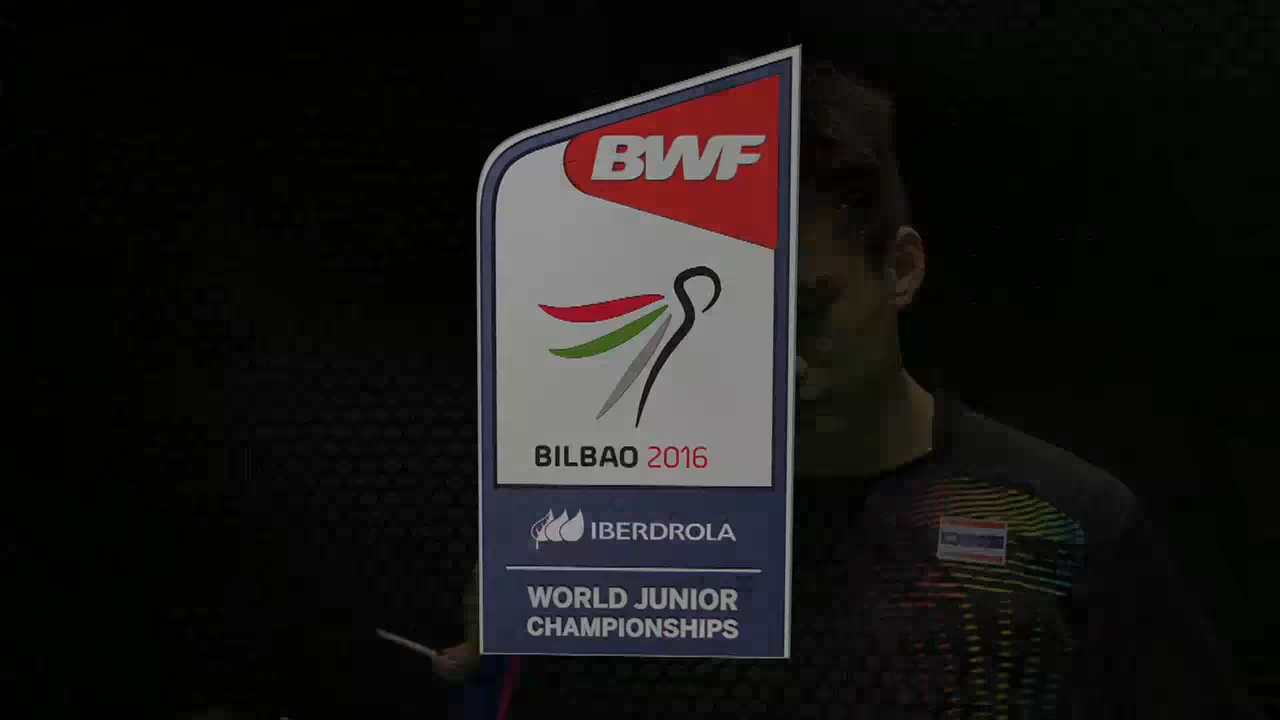 BWF
BILBAO 2016
IBERDROLA
WORLD JUNIOR
CHAMPIONSHIPS